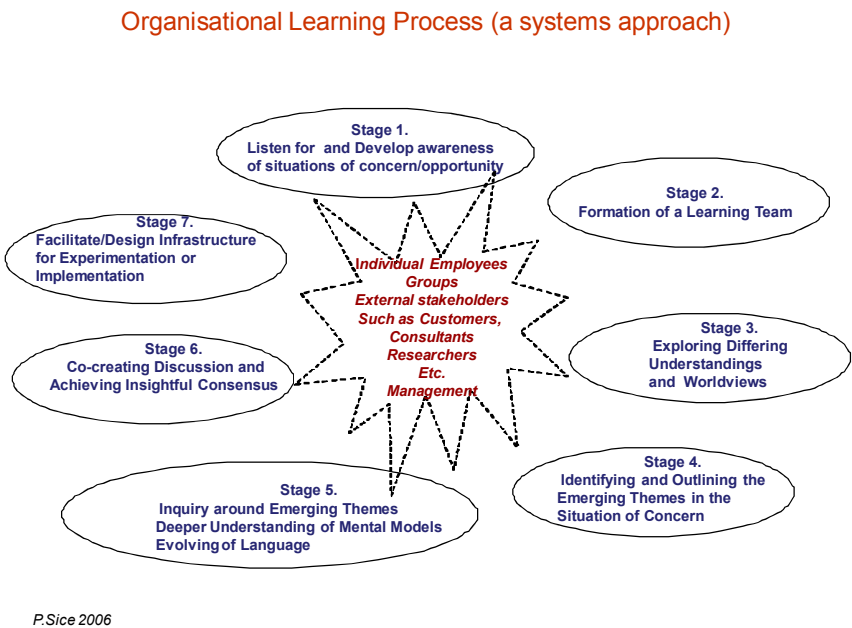 Organisational Learning Process (a systems approach)
Stage 1.
Listen for and Develop awareness
of situations of concern/opportunity
Stage 2.
Formation of a Learning Team
Stage 7.
Facilitate/Design Infrastructure
for Experimentation or
Implementation
Individual Employees
Groups
External stakeholders
Such as Customers,
Consultants
Researchers
Etc.
Management
Stage 3.
Exploring Differing
Understandings
and Worldviews
Stage 6.
Co-creating Discussion and
Achieving Insightful Consensus
Stage 4.
Identifying and Outlining the
Emerging Themes in the
Situation of Concern
Stage 5.
Inquiry around Emerging Themes
Deeper Understanding of Mental Models
Evolving of Language
P.Sice 2006